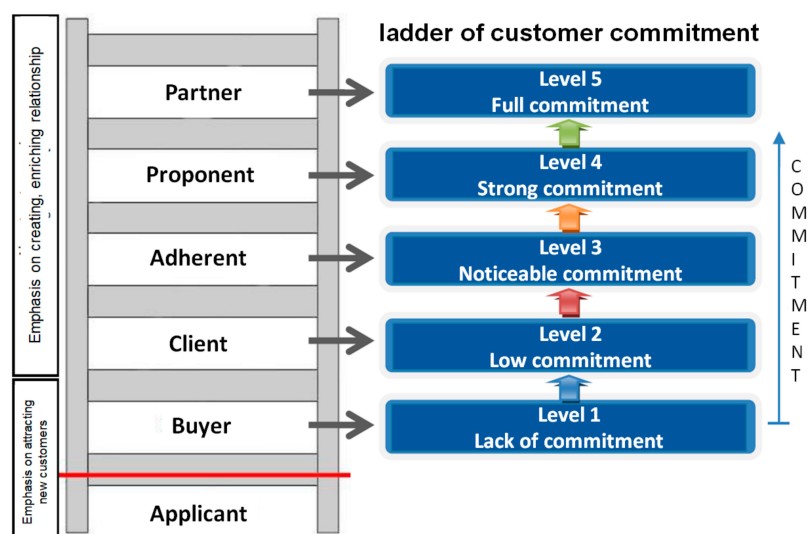 ladder of customer commitment
Emphasis on creating, enriching relationship
Partner
Level 5
Full commitment
Proponent
Level 4
Strong commitment
Adherent
Level 3
Noticeable commitment
Client
Level 2
Low commitment
Buyer
Level 1
Lack of commitment
Emphasis on attracting
new customers
Applicant
COMMITMENT